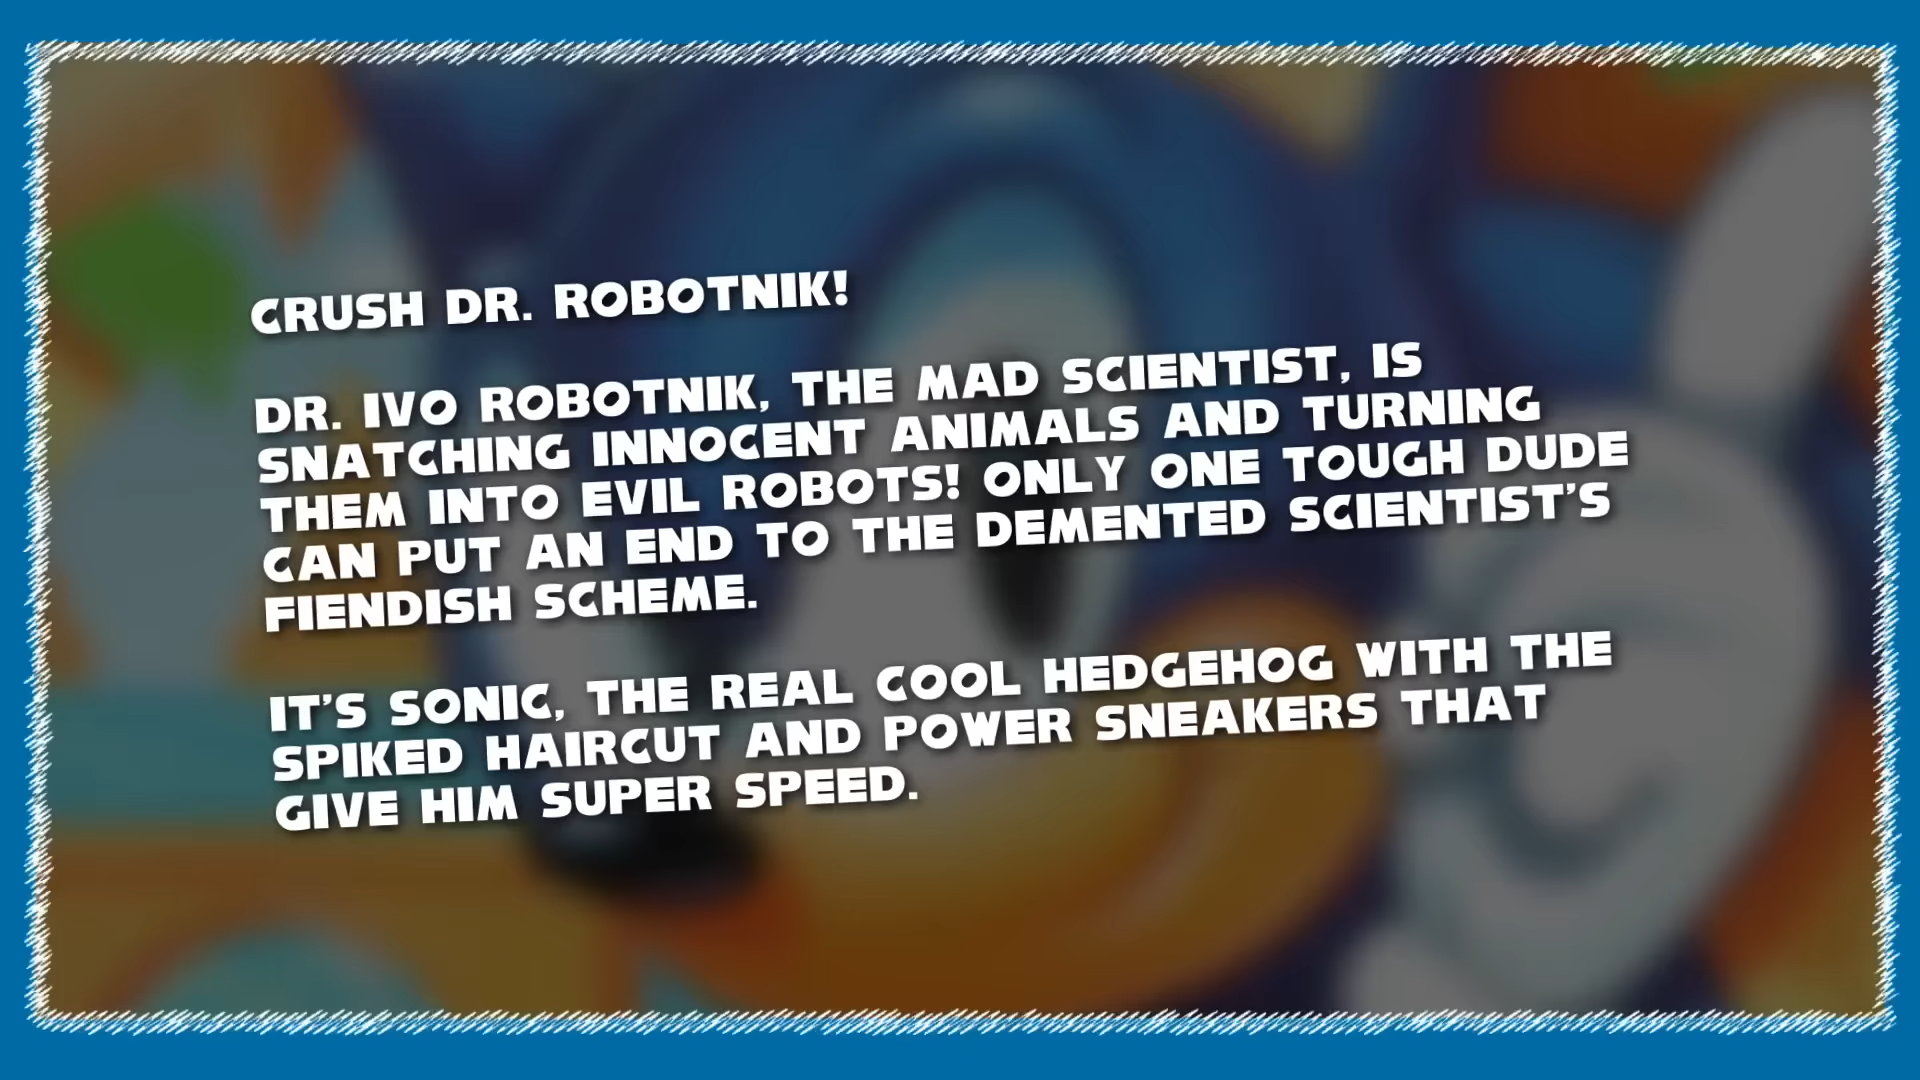 CRUSH DR. ROBOTNIK!
DR. IVO ROBOTNIK, THE MAD SCIENTIST, IS
SNATCHING INNOCENT ANIMALS AND TURNING
THEM INTO EVIL ROBOTS! ONLY ONE TOUGH DUDE
CAN PUT AN END TO THE DEMENTED SCIENTIST'S
FIENDISH SCHEME.
IT'S SONIC, THE REAL COOL HEDGEHOG WITH THE
SPIKED HAIRCUT AND POWER SNEAKERS THAT
GIVE HIM SUPER SPEED.